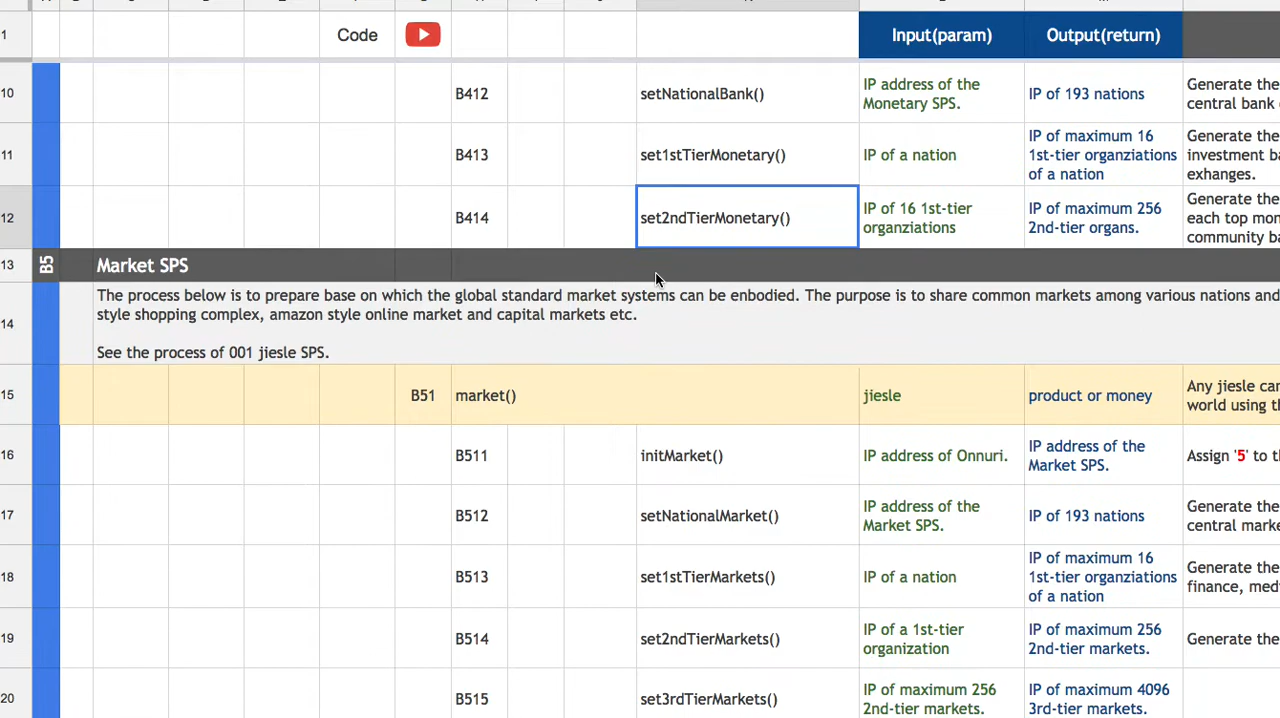 1
Code
Input(param)
Output(return)
10
B412
setNationalBank()
IP address of the
Monetary SPS.
IP of 193 nations
Generate the
central bank
11
B413
set1stTierMonetary()
IP of a nation
IP of maximum 16
1st-tier organziations
of a nation
Generate the
investment ba
exhanges.
12
B414
set2ndTierMonetary()
IP of 16 1st-tier
organziations
IP of maximum 256
2nd-tier organs.
Generate the
each top mon
community ba
13
B5
Market SPS
14
The process below is to prepare base on which the global standard market systems can be enbodied. The purpose is to share common markets among various nations and
style shopping complex, amazon style online market and capital markets etc.
See the process of 001 jiesle SPS.
15
B51
market()
jiesle
product or money
Any jiesle can
world using th
16
B511
initMarket()
IP address of Onnuri.
IP address of the
Market SPS.
Assign '5' to th
17
B512
setNationalMarket()
IP address of the
Market SPS.
IP of 193 nations
Generate the
central marke
18
B513
set1stTierMarkets()
IP of a nation
IP of maximum 16
1st-tier organziations
of a nation
Generate the
finance, med
19
B514
set2ndTierMarkets()
IP of a 1st-tier
organization
IP of maximum 256
2nd-tier markets.
Generate the
20
B515
set3rdTierMarkets()
IP of maximum 256
2nd-tier markets.
IP of maximum 4096
3rd-tier markets.